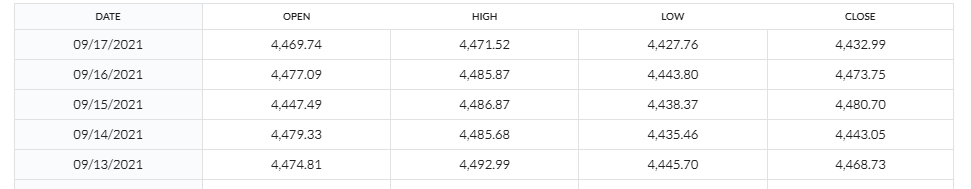 DATE OPEN HIGH LOW CLOSE
09/17/2021 4,469.74 4,471.52 4,427.76 4,432.99
09/16/2021 4,477.09 4,485.87 4,443.80 4,473.75
09/15/2021 4,447.49 4,486.87 4,438.37 4,480.70
09/14/2021 4,479.33 4,485.68 4,435.46 4,443.05
09/13/2021 4,474.81 4,492.99 4,445.70 4,468.73